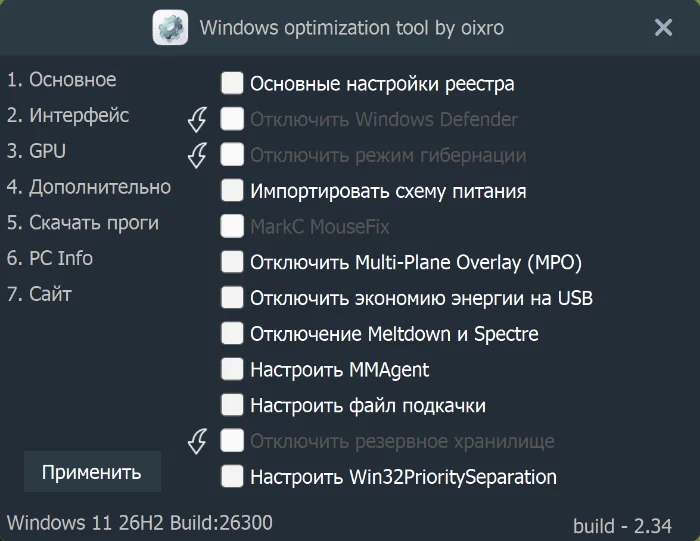 Windows optimization tool by oixro
1. Основное
2. Интерфейс
3. GPU
4. Дополнительно
5. Скачать проги
6. PC Info
7. Сайт
Основные настройки реестра
Отключить Windows Defender
Отключить режим гибернации
Импортировать схему питания
MarkC MouseFix
Отключить Multi-Plane Overlay (MPO)
Отключить экономию энергии на USB
Отключение Meltdown и Spectre
Настроить MMAgent
Настроить файл подкачки
Отключить резервное хранилище
Настроить Win32PrioritySeparation
Применить
Windows 11 26H2 Build:26300
build - 2.34